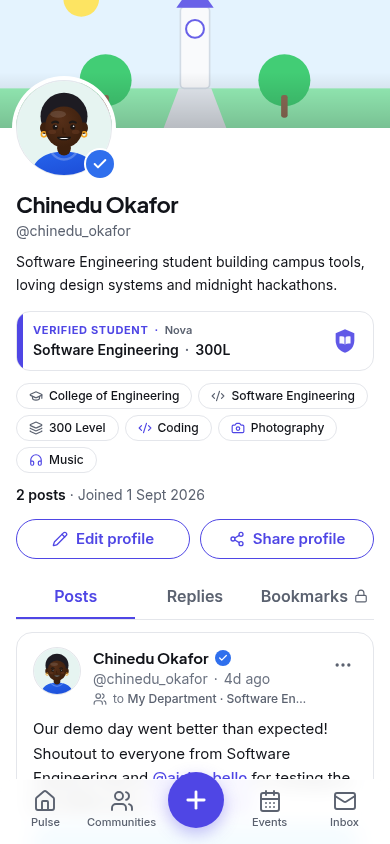 Chinedu Okafor
@chinedu_okafor
Software Engineering student building campus tools,
loving design systems and midnight hackathons.
VERIFIED STUDENT · Nova
Software Engineering · 300L
College of Engineering
Software Engineering
300 Level
Coding
Photography
Music
2 posts · Joined 1 Sept 2026
Edit profile
Share profile
Posts
Replies
Bookmarks
Chinedu Okafor
@chinedu_okafor · 4d ago
to My Department · Software En...
Our demo day went better than expected!
Shoutout to everyone from Software
Engineering and for testing the
Pulse
Communities
Events
Inbox